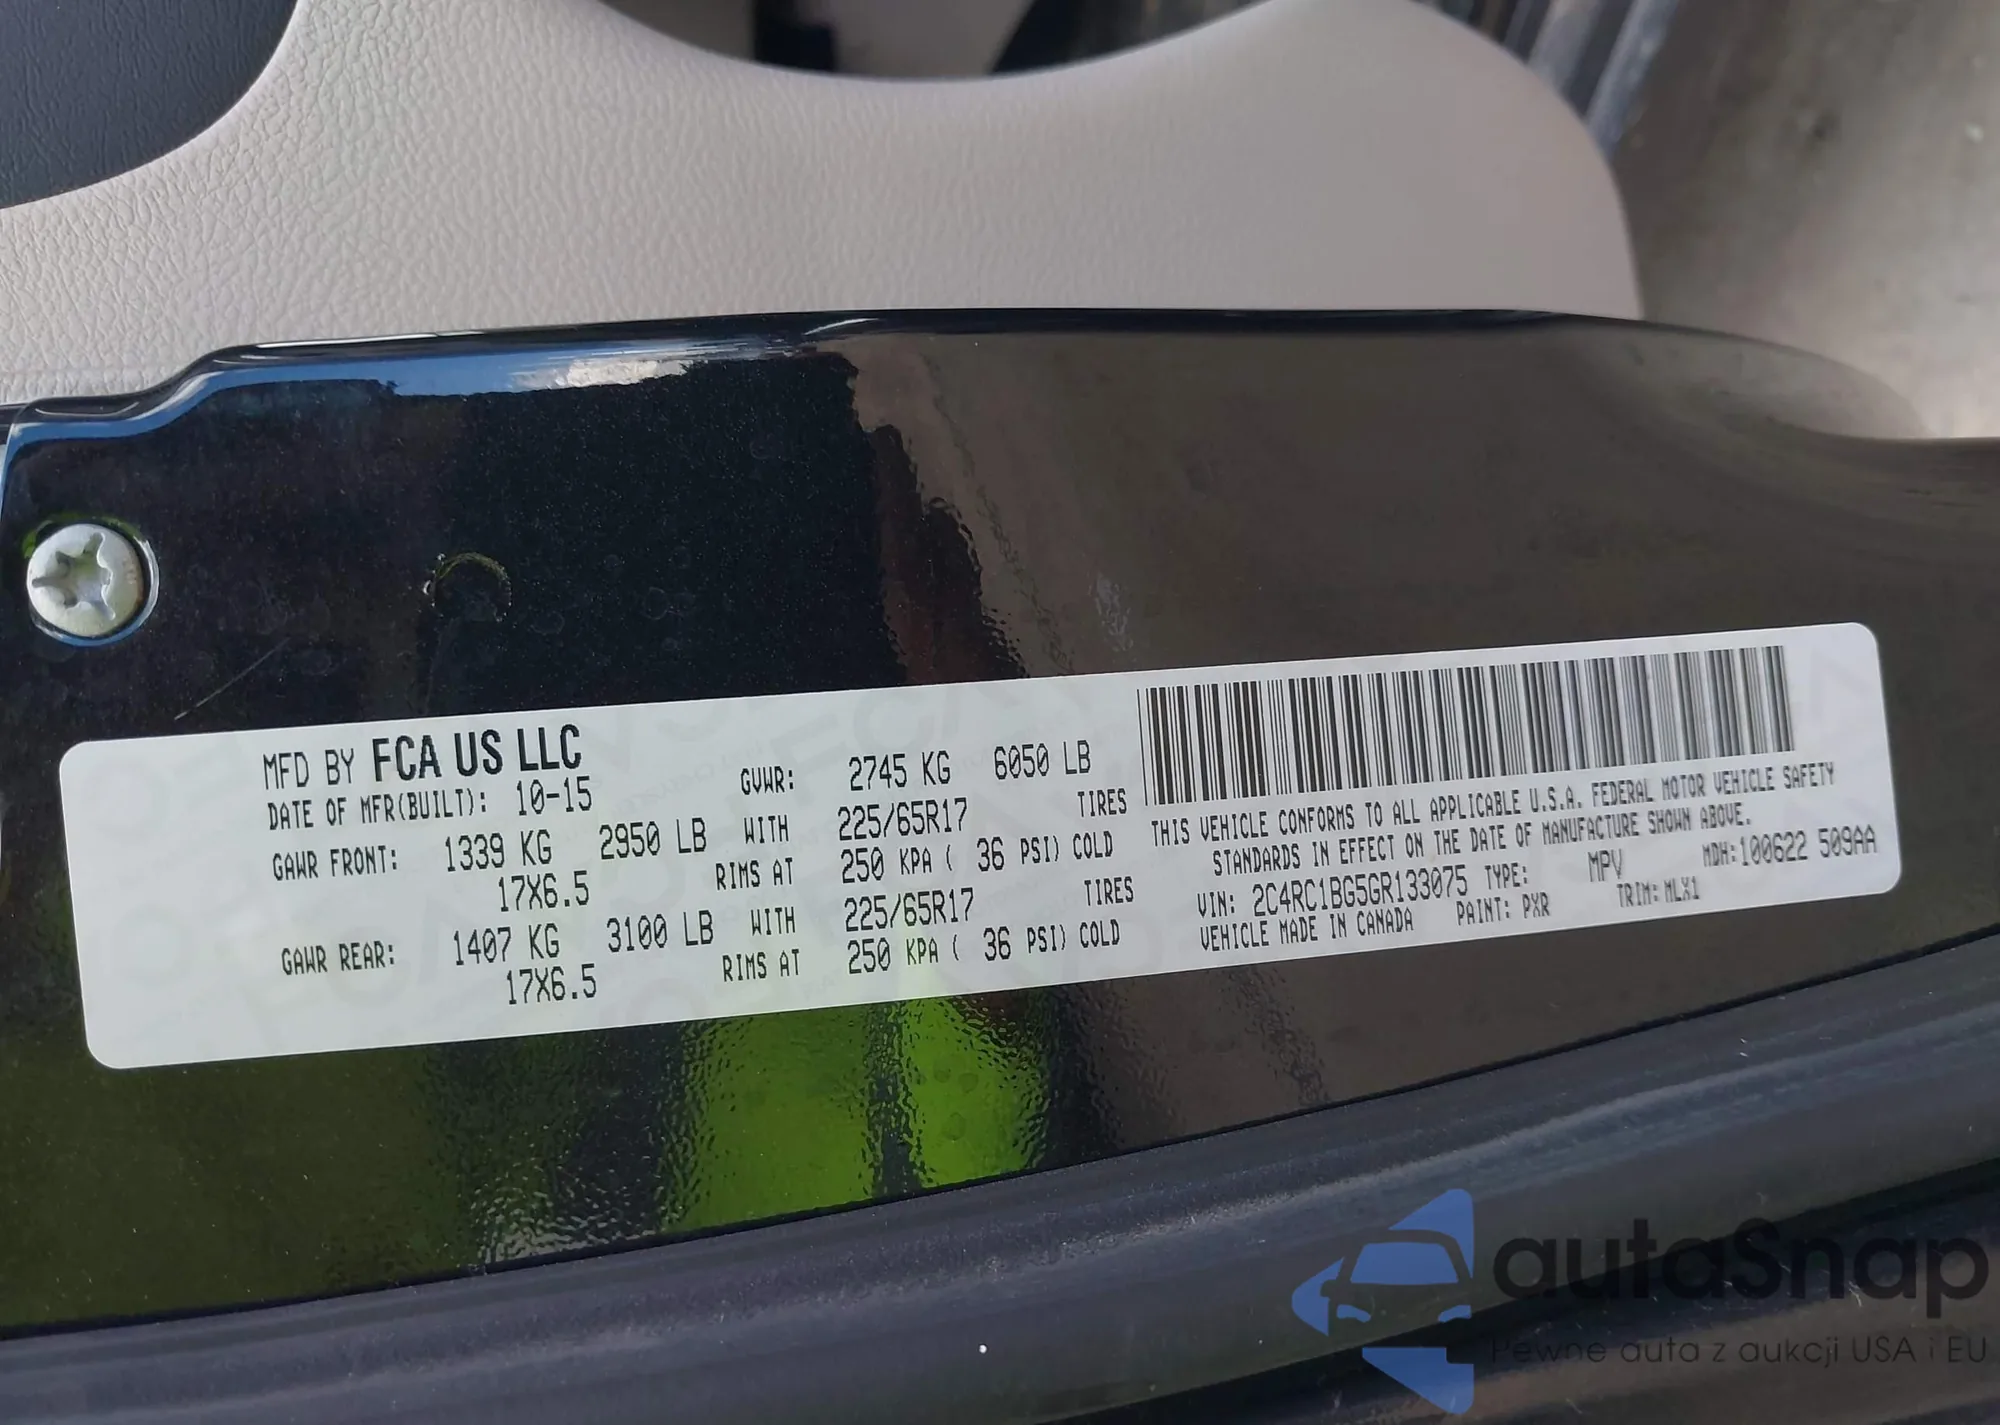 MFD BY FCA US LLC
DATE OF MFR(BUILT): 10-15 GVWR: 2745 KG 6050 LB
GAWR FRONT: 1339 KG 2950 LB WITH 225/65R17 TIRES
17X6.5 RIMS AT 250 KPA ( 36 PSI) COLD
GAWR REAR: 1407 KG 3100 LB WITH 225/65R17 TIRES
17X6.5 RIMS AT 250 KPA ( 36 PSI) COLD
THIS VEHICLE CONFORMS TO ALL APPLICABLE U.S.A. FEDERAL MOTOR VEHICLE SAFETY
STANDARDS IN EFFECT ON THE DATE OF MANUFACTURE SHOWN ABOVE.
VIN: 2C4RC1BG5GR133075 TYPE: MPV MDH:100622 509AA
VEHICLE MADE IN CANADA PAINT: PXR TRIM: MLX1
autaSnap
Pewne auta z aukcji USA i EU